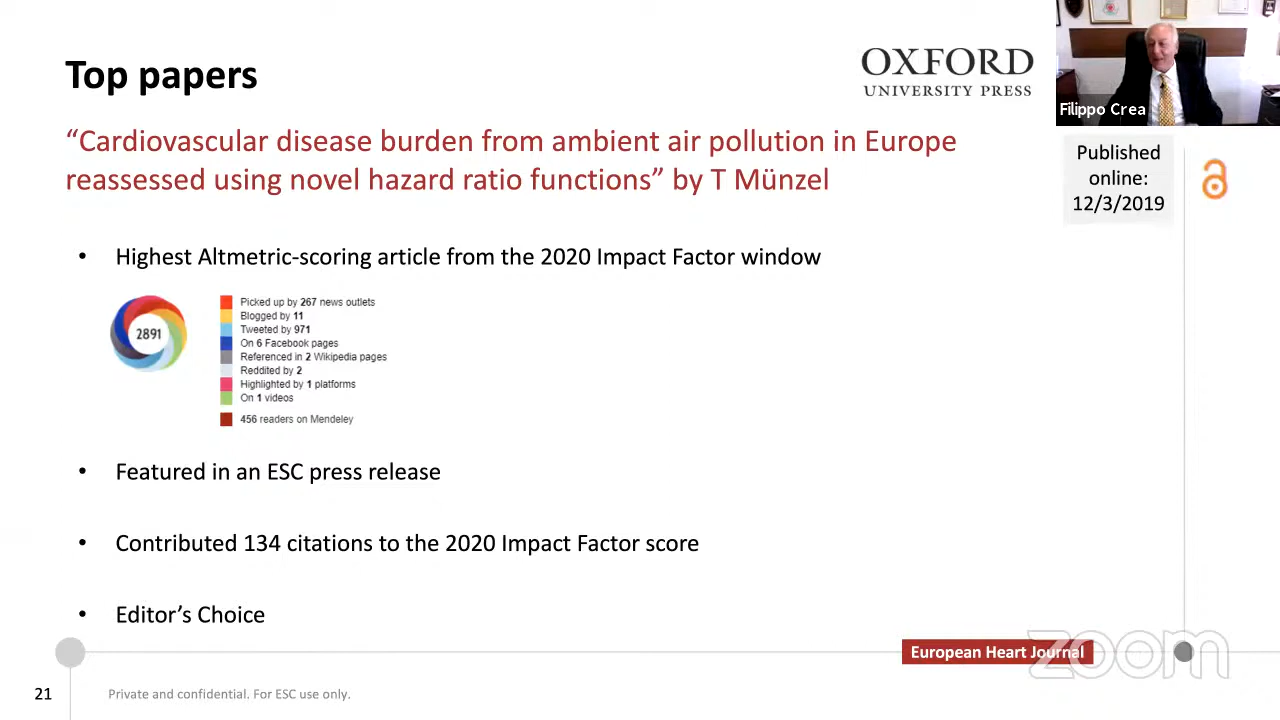 Top papers
OXFORD
UNIVERSITY PRESS
Filippo Crea
“Cardiovascular disease burden from ambient air pollution in Europe
reassessed using novel hazard ratio functions” by T Münzel
Published
online:
12/3/2019
• Highest Altmetric-scoring article from the 2020 Impact Factor window
2891
Picked up by 267 news outlets
Blogged by 11
Tweeted by 971
On 6 Facebook pages
Referenced in 2 Wikipedia pages
Reddited by 2
Highlighted by 1 platforms
On 1 videos
456 readers on Mendeley
• Featured in an ESC press release
• Contributed 134 citations to the 2020 Impact Factor score
• Editor’s Choice
European Heart Journal
zoom
21
Private and confidential. For ESC use only.